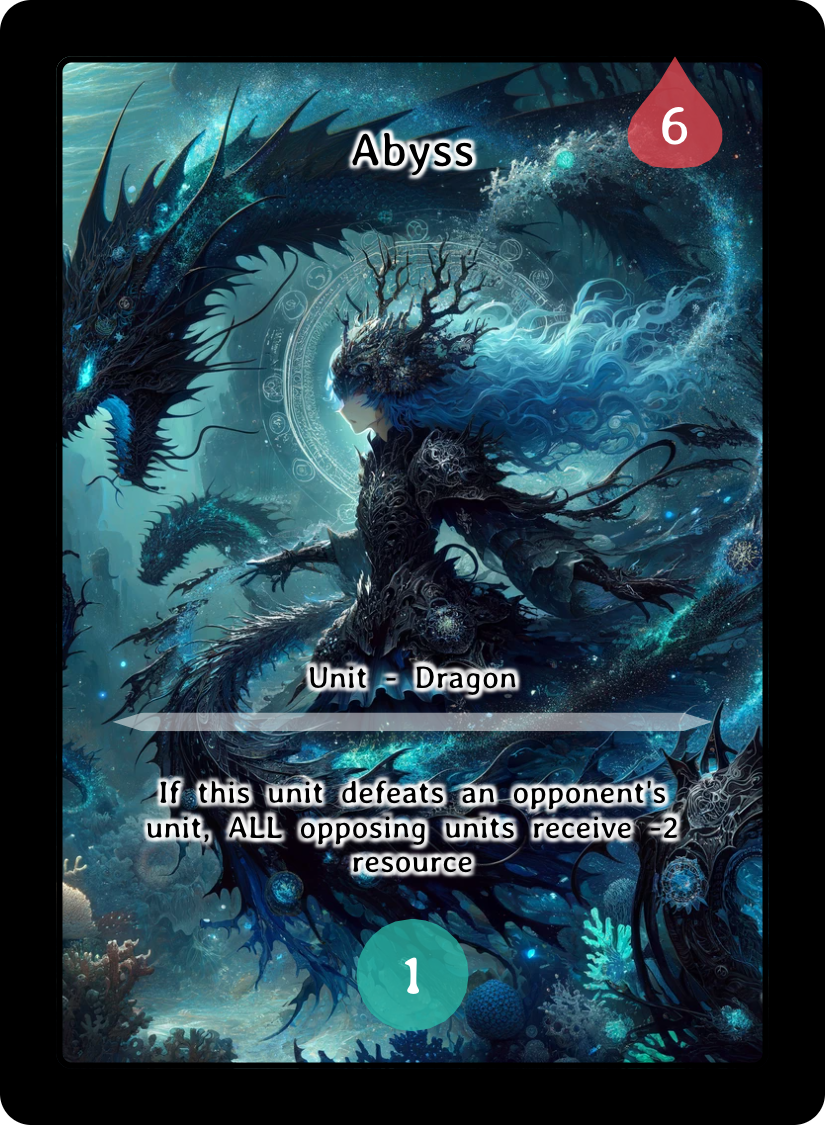 6
Abyss
Unit - Dragon
If this unit defeats an opponent's
unit, ALL opposing units receive -2
resource
1